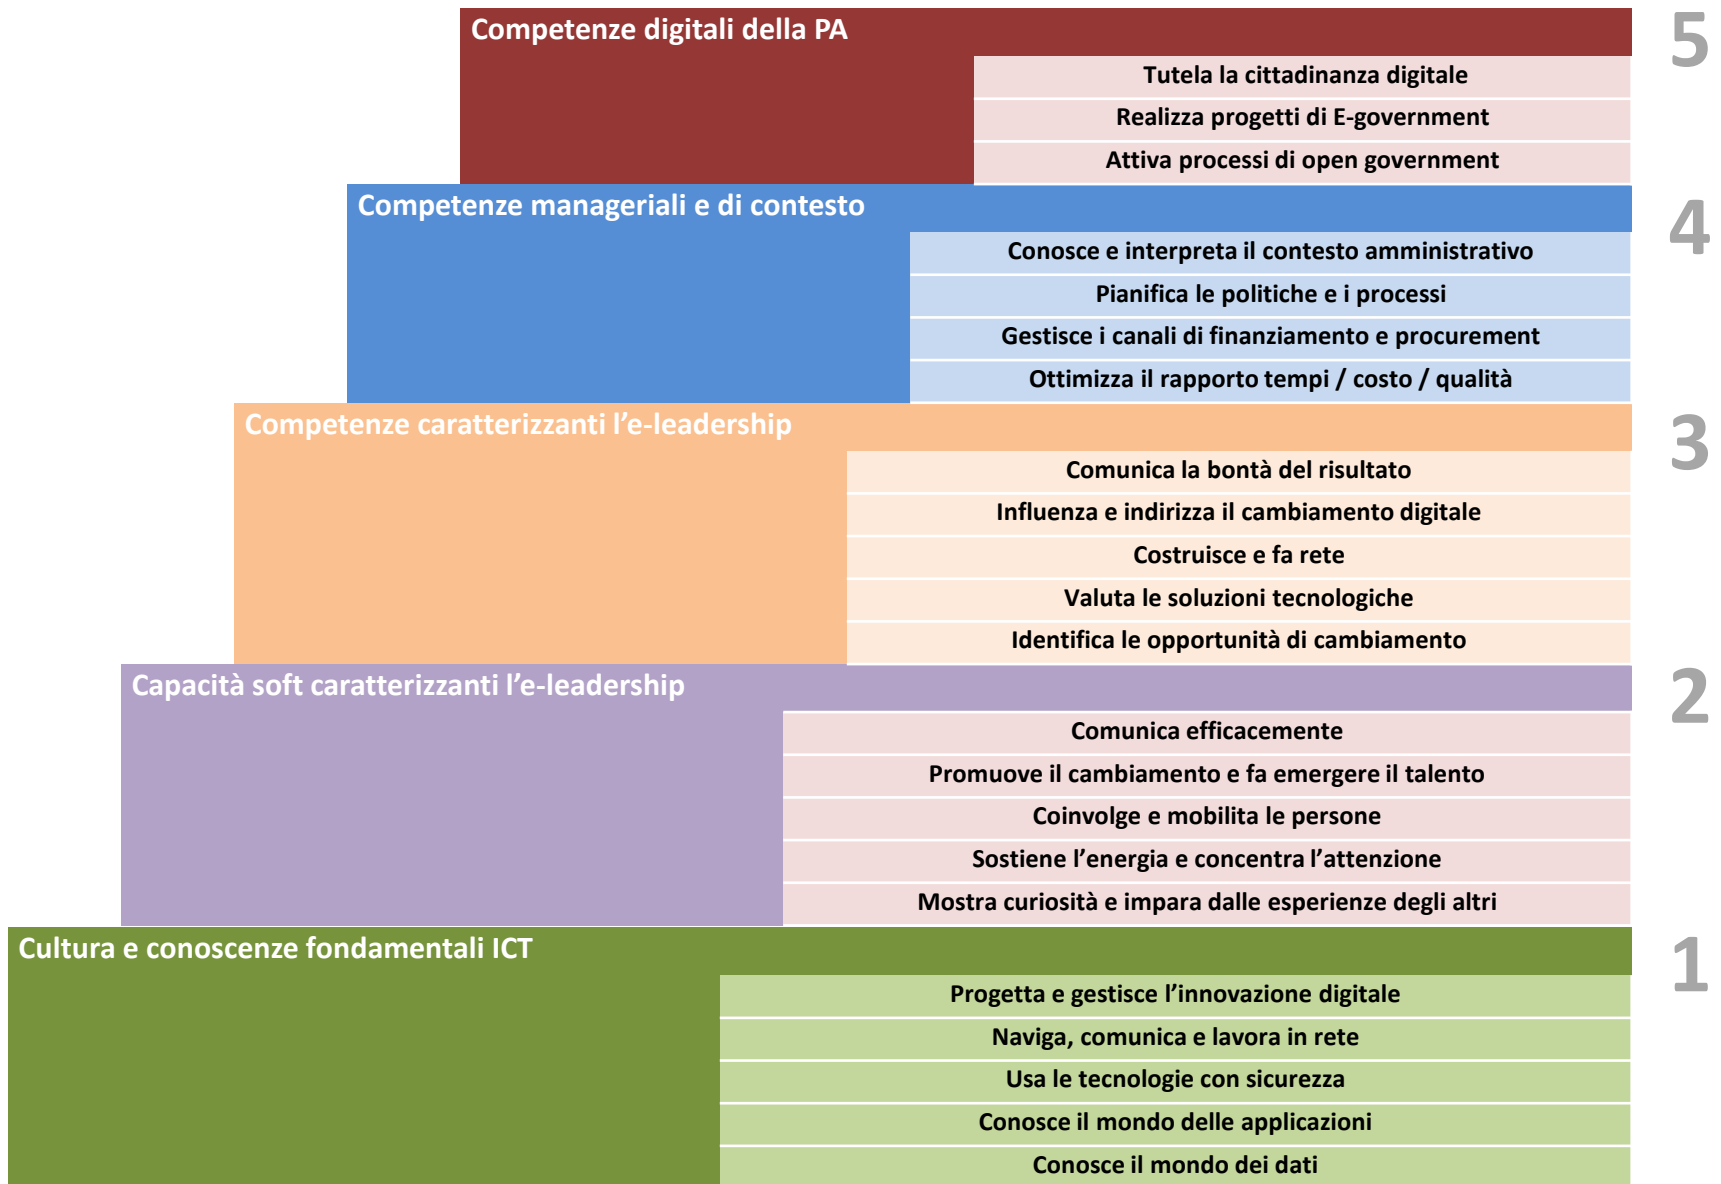 Competenze digitali della PA
5
Tutela la cittadinanza digitale
Realizza progetti di E-government
Attiva processi di open government
Competenze manageriali e di contesto
4
Conosce e interpreta il contesto amministrativo
Pianifica le politiche e i processi
Gestisce i canali di finanziamento e procurement
Ottimizza il rapporto tempi / costo / qualità
Competenze caratterizzanti l’e-leadership
3
Comunica la bontà del risultato
Influenza e indirizza il cambiamento digitale
Costruisce e fa rete
Valuta le soluzioni tecnologiche
Identifica le opportunità di cambiamento
Capacità soft caratterizzanti l’e-leadership
2
Comunica efficacemente
Promuove il cambiamento e fa emergere il talento
Coinvolge e mobilita le persone
Sostiene l’energia e concentra l’attenzione
Mostra curiosità e impara dalle esperienze degli altri
Cultura e conoscenze fondamentali ICT
1
Progetta e gestisce l’innovazione digitale
Naviga, comunica e lavora in rete
Usa le tecnologie con sicurezza
Conosce il mondo delle applicazioni
Conosce il mondo dei dati